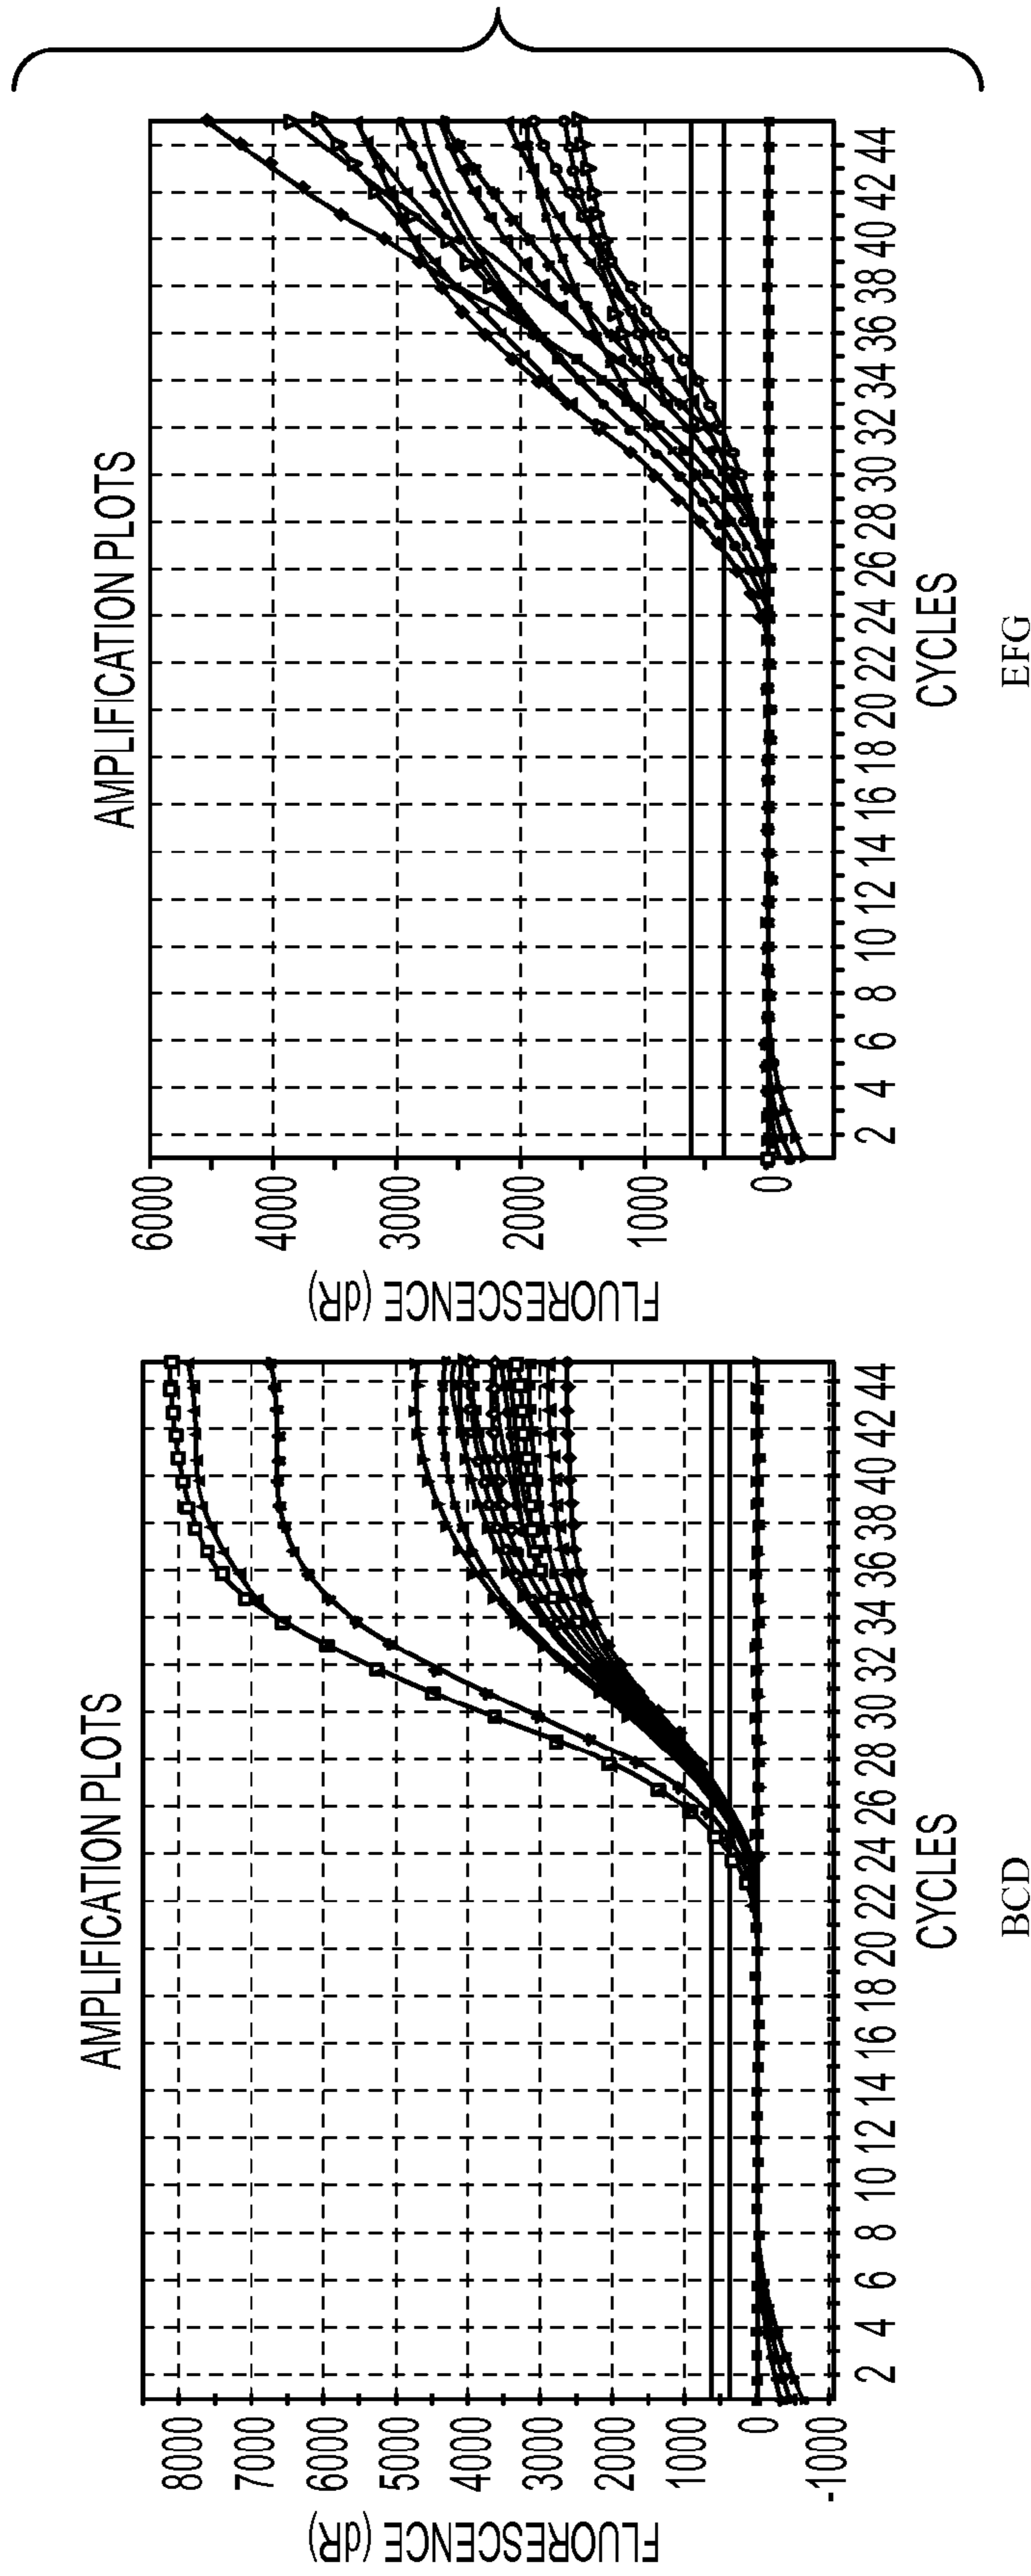 AMPLIFICATION PLOTS
FLUORESCENCE (dR)
8000
7000
6000
5000
4000
3000
2000
1000
0
-1000
2 4 6 8 10 12 14 16 18 20 22 24 26 28 30 32 34 36 38 40 42 44
CYCLES
BCD
AMPLIFICATION PLOTS
FLUORESCENCE (dR)
6000
4000
3000
2000
1000
0
2 4 6 8 10 12 14 16 18 20 22 24 26 28 30 32 34 36 38 40 42 44
CYCLES
EFG